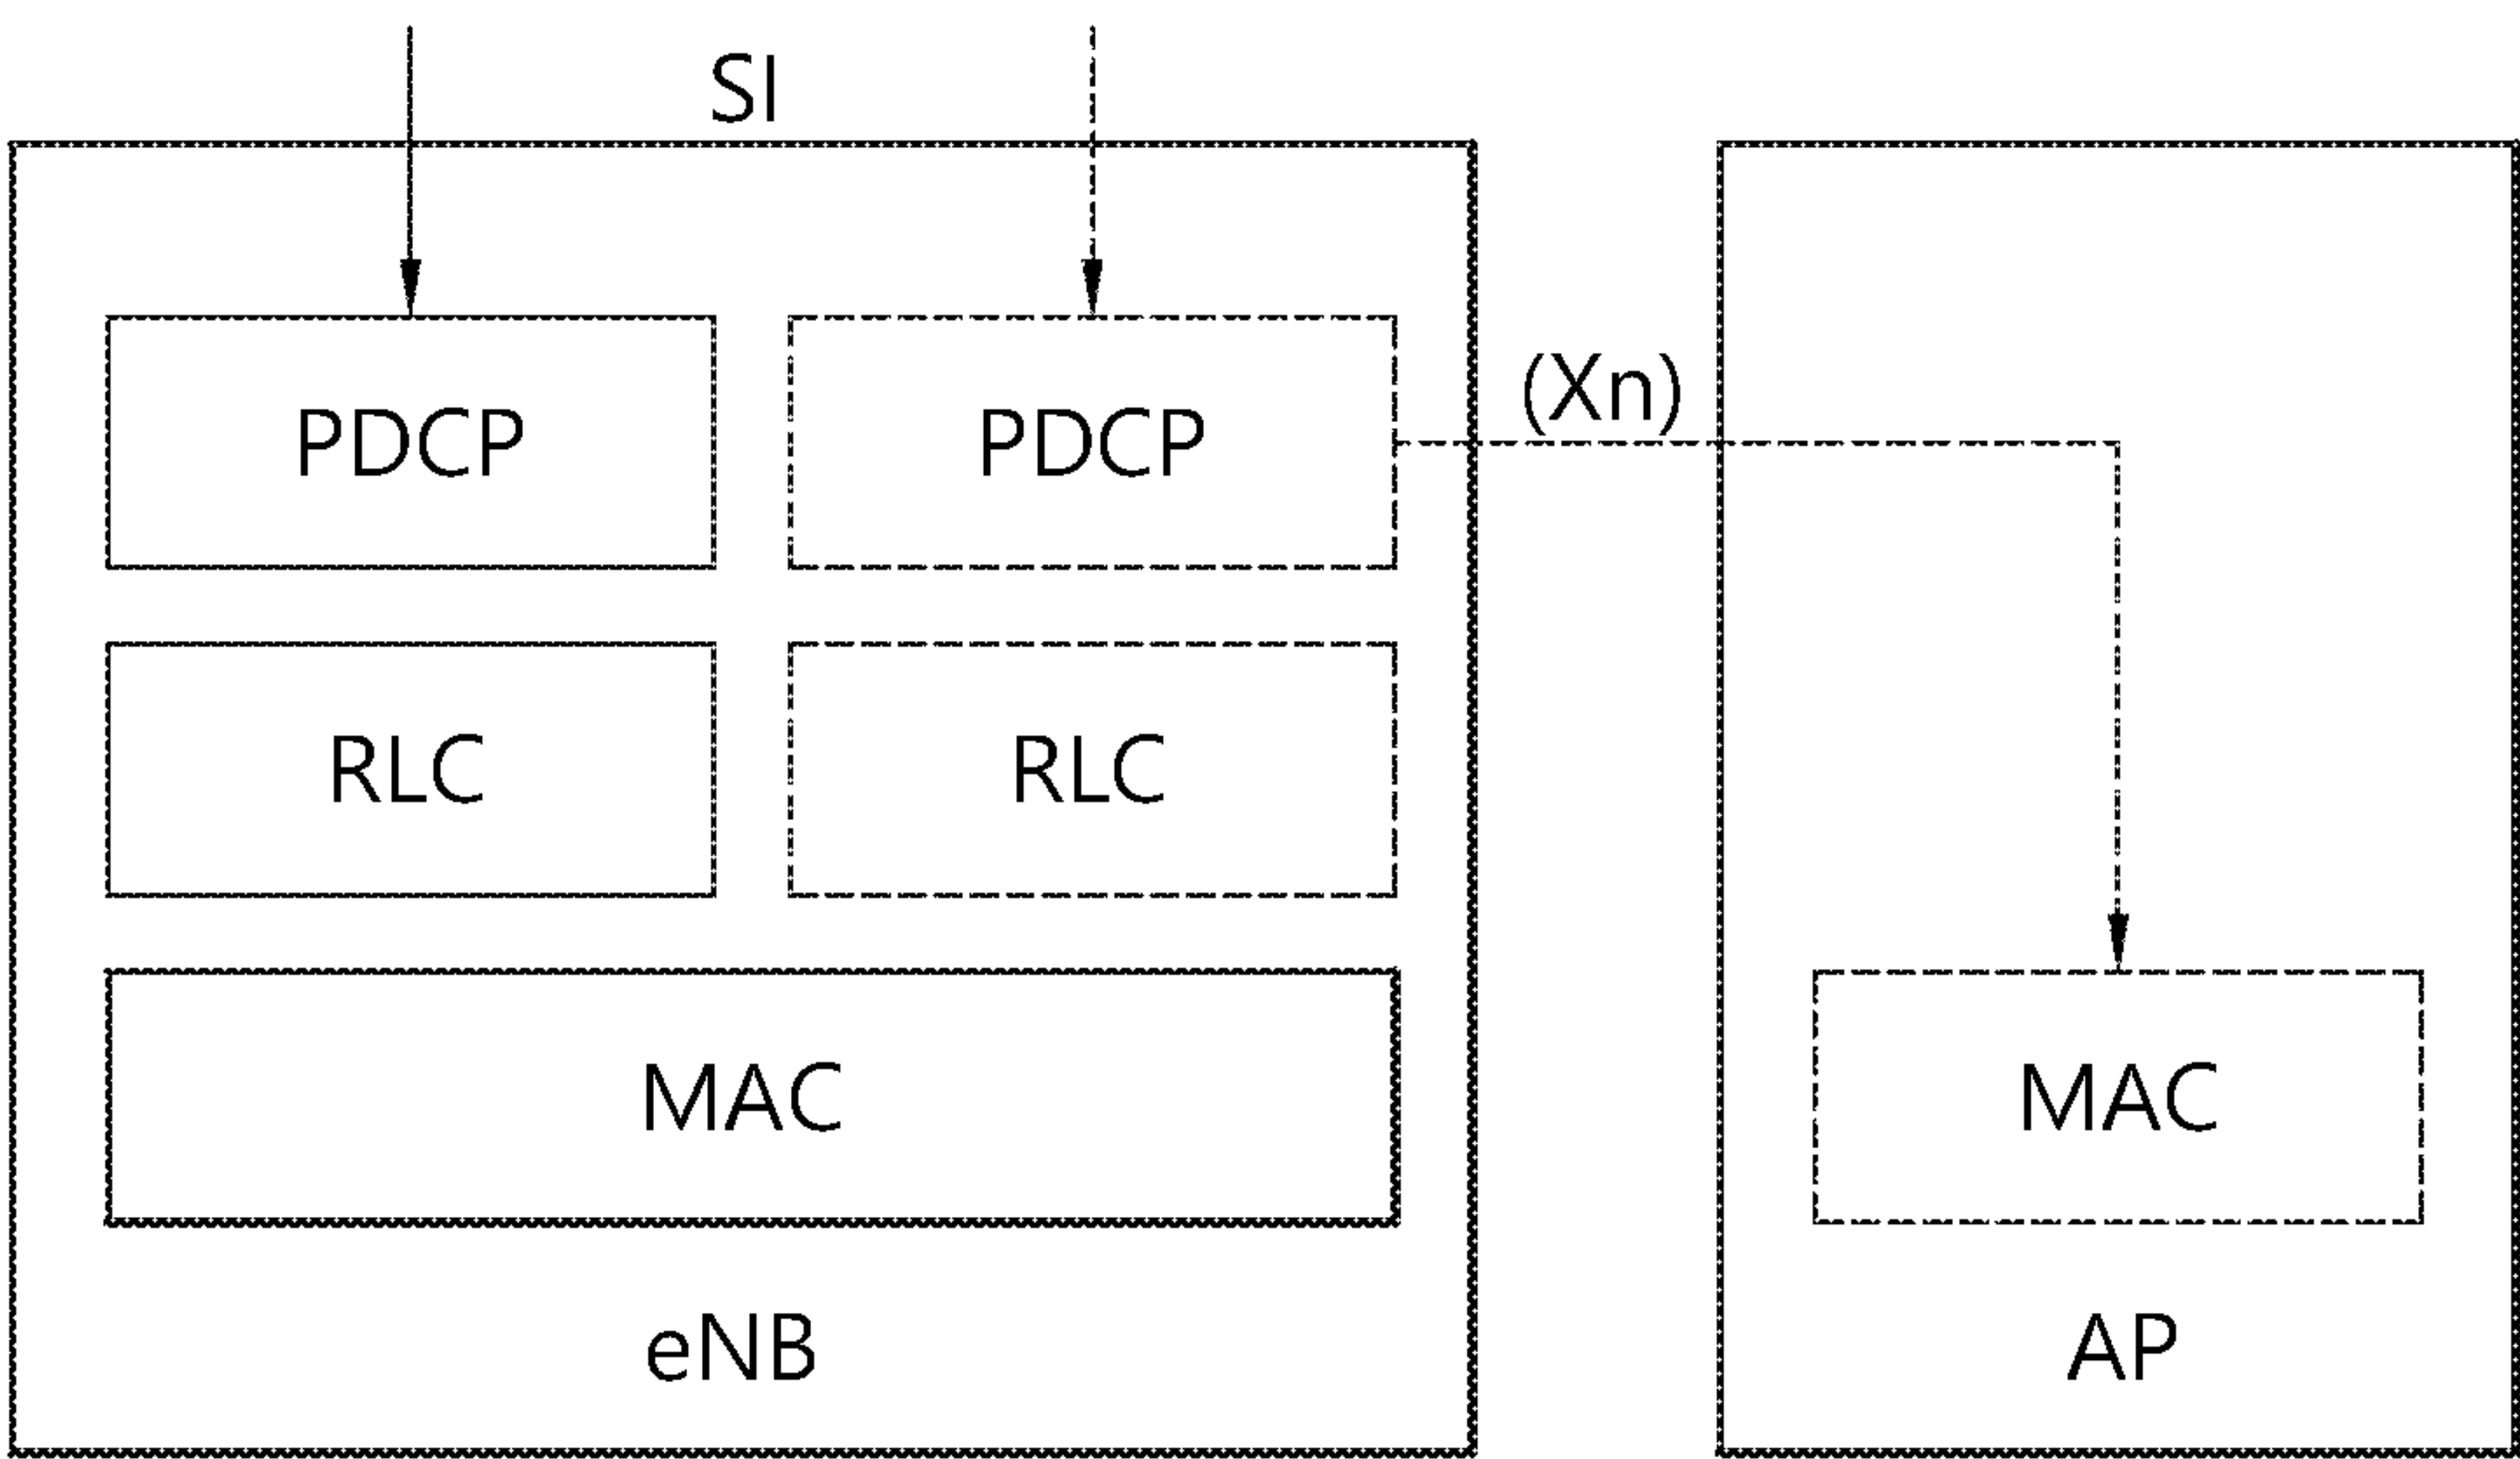 SI
PDCP
PDCP
(Xn)
RLC
RLC
MAC
MAC
eNB
AP